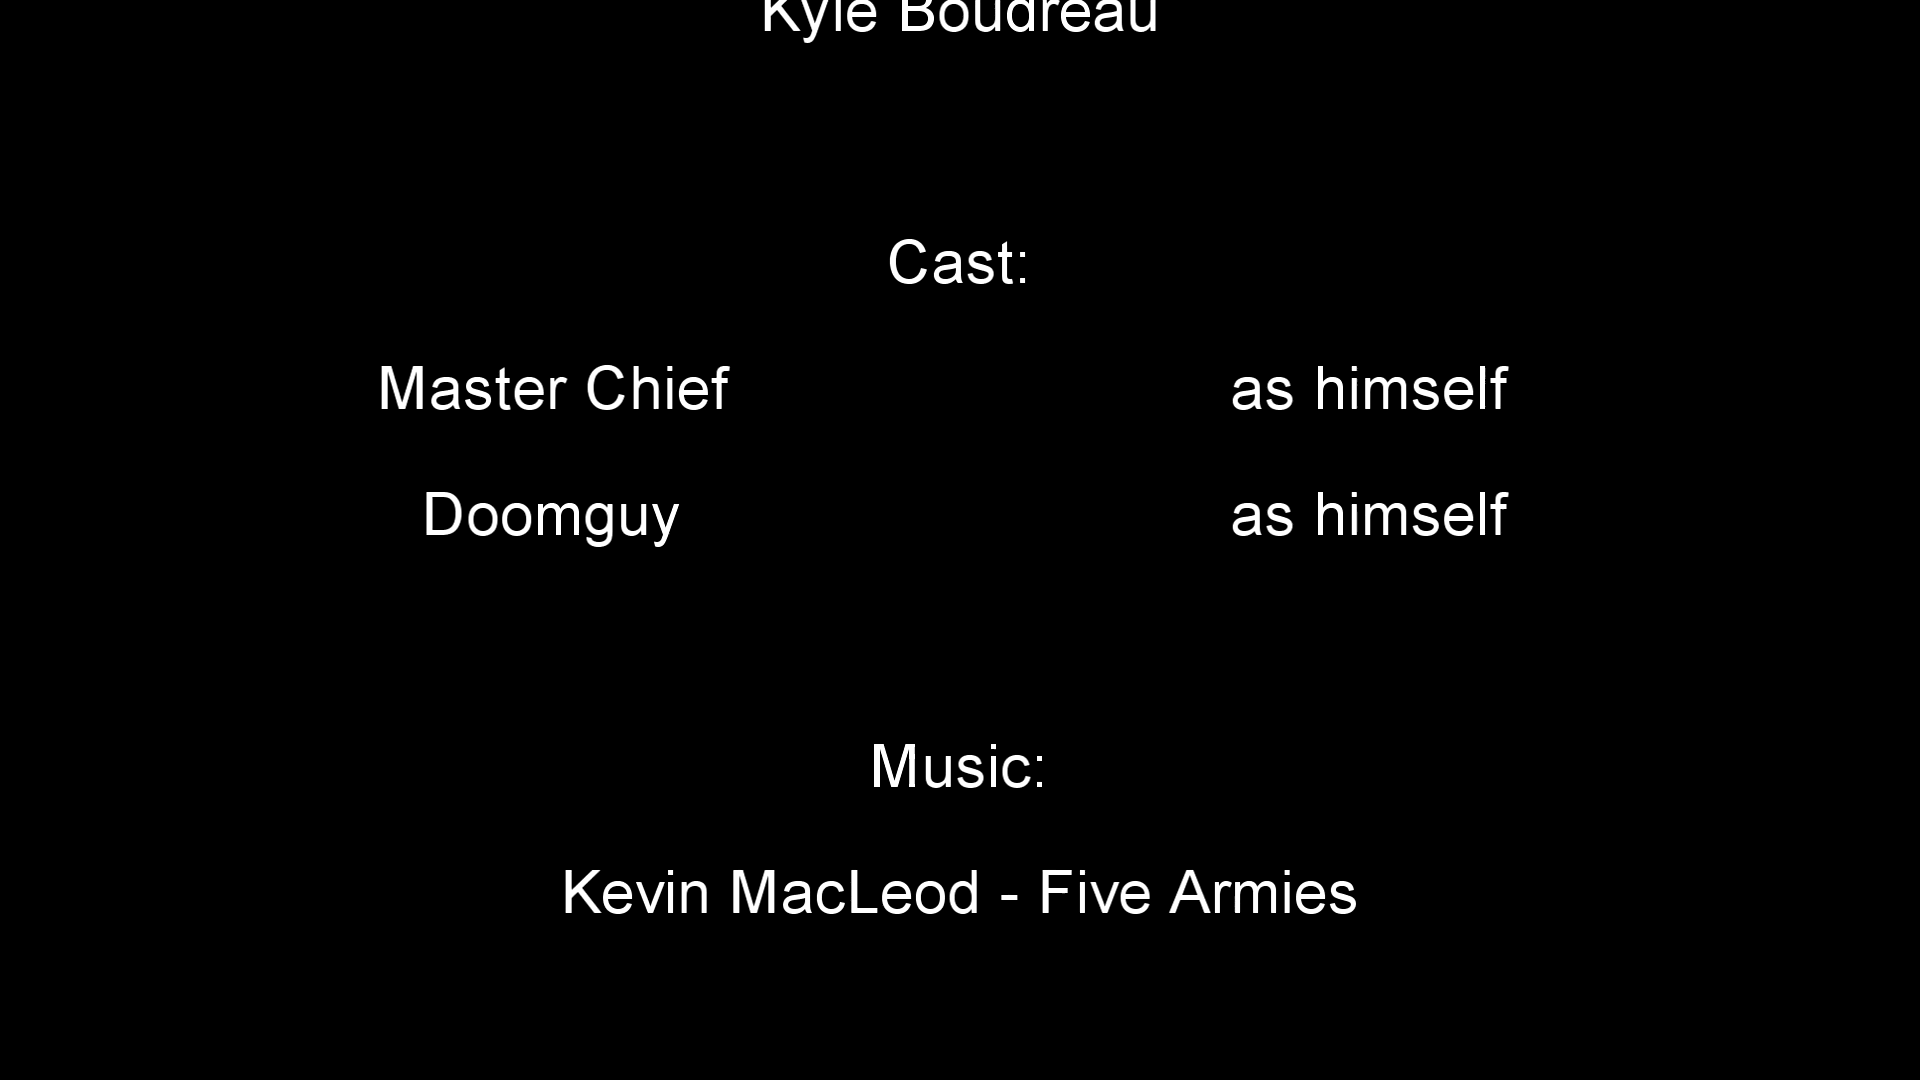 Kyle Boudreau
Cast:
Master Chief as himself
Doomguy as himself
Music:
Kevin MacLeod - Five Armies